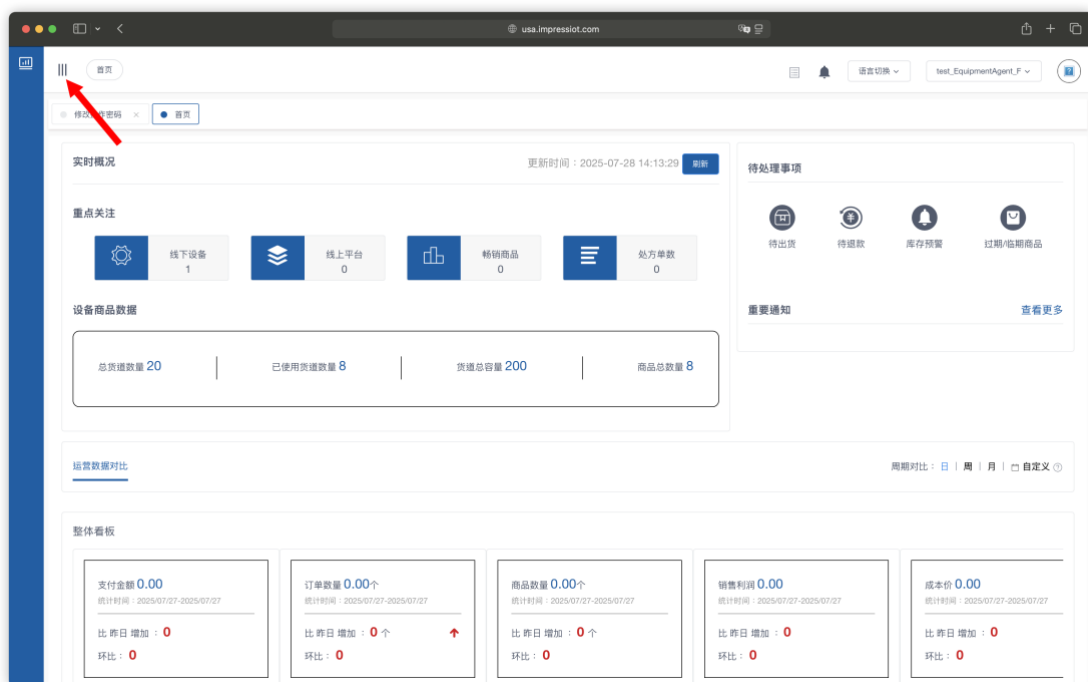 usa.impressiot.com
首页
语言切换
test_EquipmentAgent_F
修改 作密码 ×
首页
实时概况
更新时间：2025-07-28 14:13:29 刷新
重点关注
线下设备
1
线上平台
0
畅销商品
0
处方单数
0
设备商品数据
总货道数量 20
已使用货道数量 8
货道总容量 200
商品总数量 8
待处理事项
待出货
待退款
库存预警
过期/临期商品
重要通知
查看更多
运营数据对比
周期对比： 日 | 周 | 月 | 自定义
整体看板
支付金额 0.00
统计时间：2025/07/27-2025/07/27
比 昨日 增加 ： 0
环比： 0
订单数量 0.00个
统计时间：2025/07/27-2025/07/27
比 昨日 增加 ： 0 个
环比： 0
商品数量 0.00个
统计时间：2025/07/27-2025/07/27
比 昨日 增加 ： 0 个
环比： 0
销售利润 0.00
统计时间：2025/07/27-2025/07/27
比 昨日 增加 ： 0
环比： 0
成本价 0.00
统计时间：2025/07/27-2025/07/27
比 昨日 增加 ： 0
环比： 0